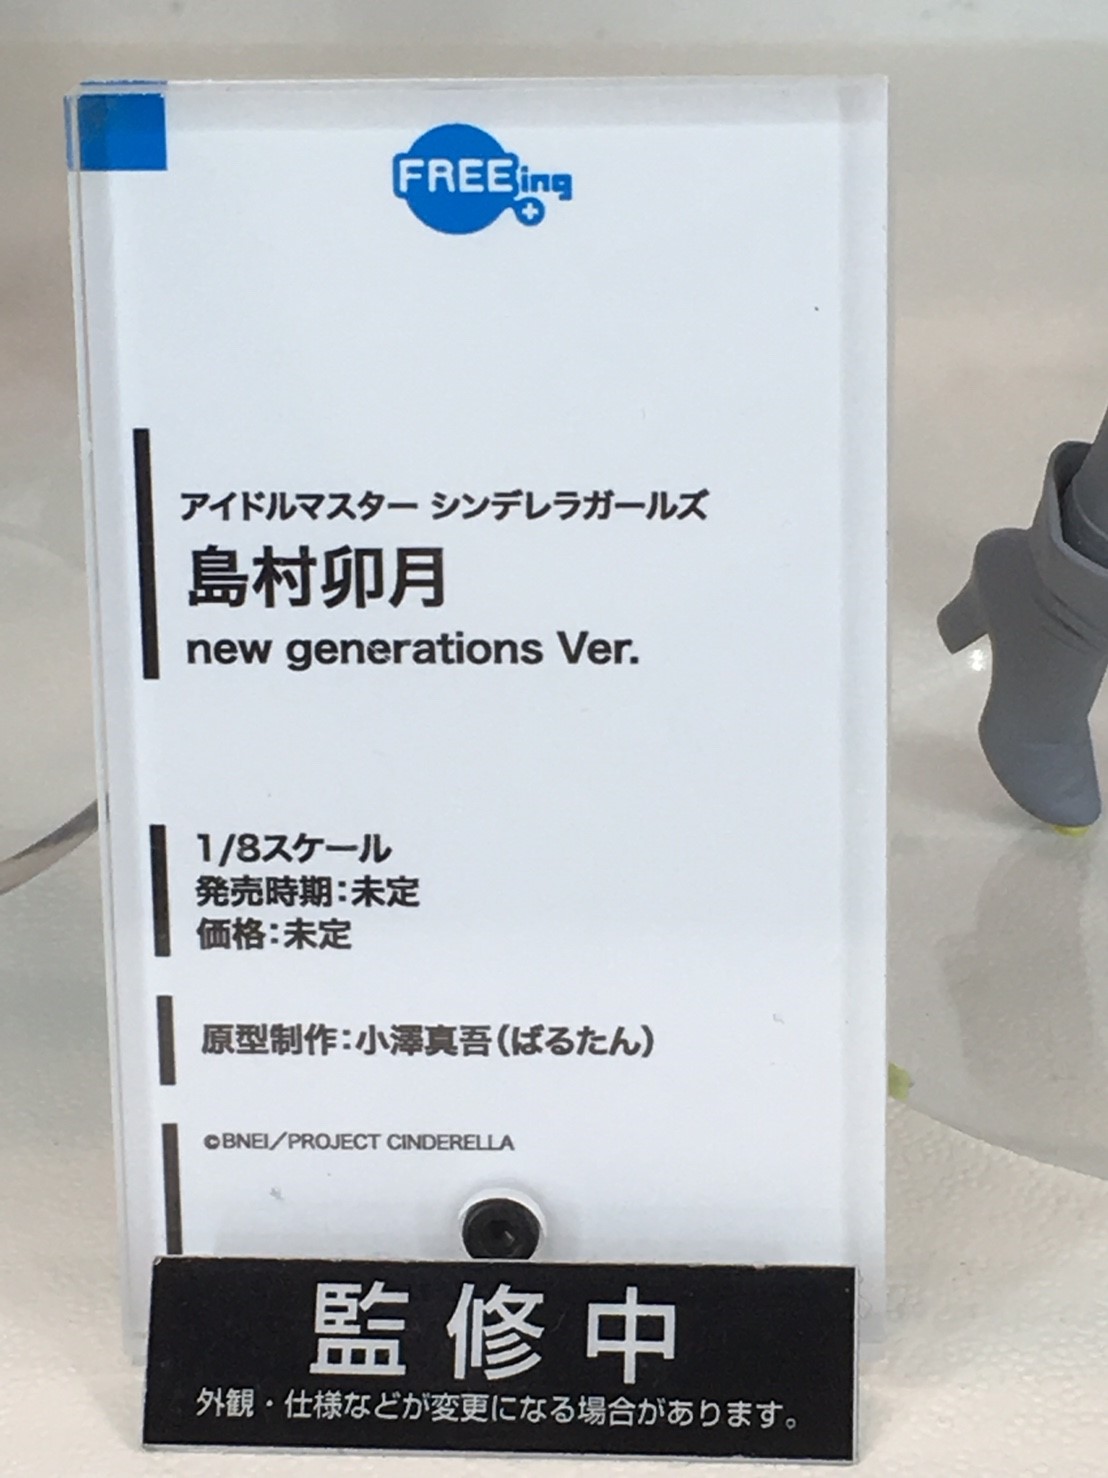 FREEing
アイドルマスター シンデレラガールズ
島村卯月
new generations Ver.
1/8スケール
発売時期：未定
価格：未定
原型制作：小澤真吾（ばるたん）
©BNEI／PROJECT CINDERELLA
監修中
外観・仕様などが変更になる場合があります。